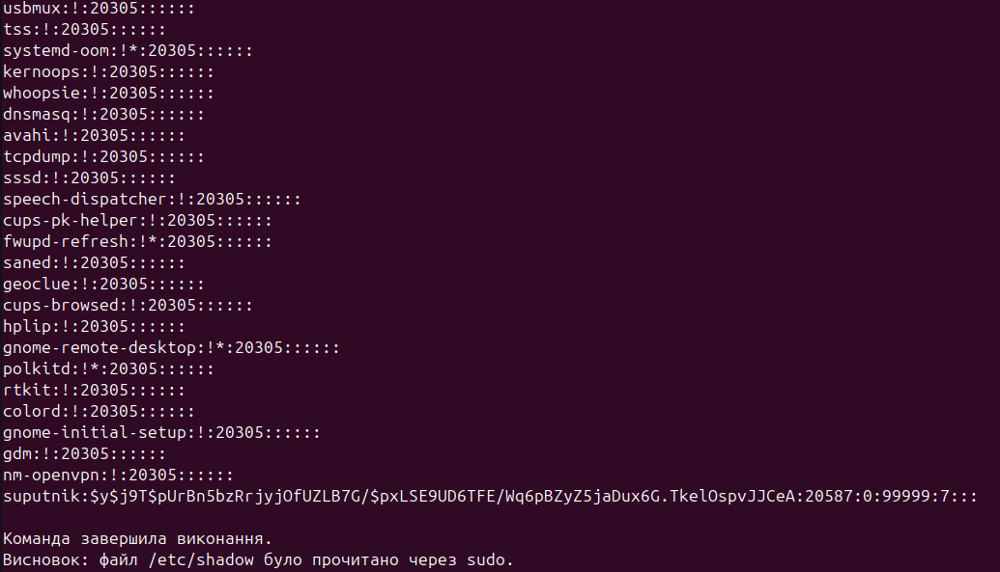 usbmux:!:20305::::::
tss:!:20305::::::
systemd-oom:!*:20305::::::
kernoops:!:20305::::::
whoopsie:!:20305::::::
dnsmasq:!:20305::::::
avahi:!:20305::::::
tcpdump:!:20305::::::
sssd:!:20305::::::
speech-dispatcher:!:20305::::::
cups-pk-helper:!:20305::::::
fwupd-refresh:!*:20305::::::
saned:!:20305::::::
geoclue:!:20305::::::
cups-browsed:!:20305::::::
hplip:!:20305::::::
gnome-remote-desktop:!*:20305::::::
polkitd:!*:20305::::::
rtkit:!:20305::::::
colord:!:20305::::::
gnome-initial-setup:!:20305::::::
gdm:!:20305::::::
nm-openvpn:!:20305::::::
suputnik:$y$j9T$pUrBn5bzRrjyjOfUZLB7G/$pxLSE9UD6TFE/Wq6pBZyZ5jaDux6G.TkelOspvJJCeA:20587:0:99999:7:::
Команда завершила виконання.
Висновок: файл /etc/shadow було прочитано через sudo.